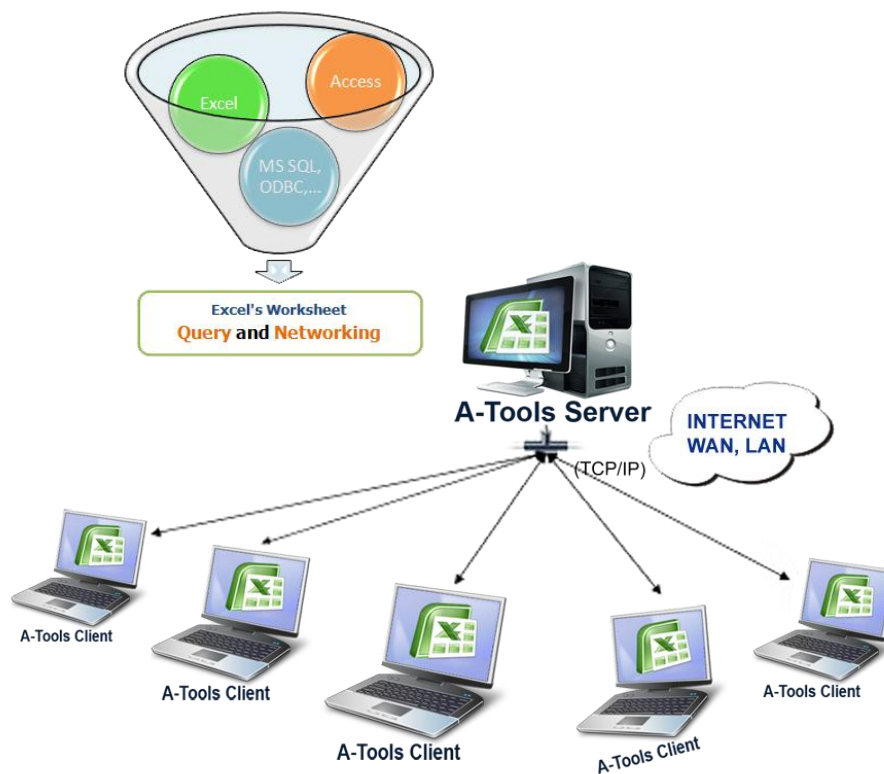 Excel
Access
MS SQL,
ODBC,...
Excel's Worksheet
Query and Networking
A-Tools Server
INTERNET
WAN, LAN
(TCP/IP)
A-Tools Client
A-Tools Client
A-Tools Client
A-Tools Client
A-Tools Client